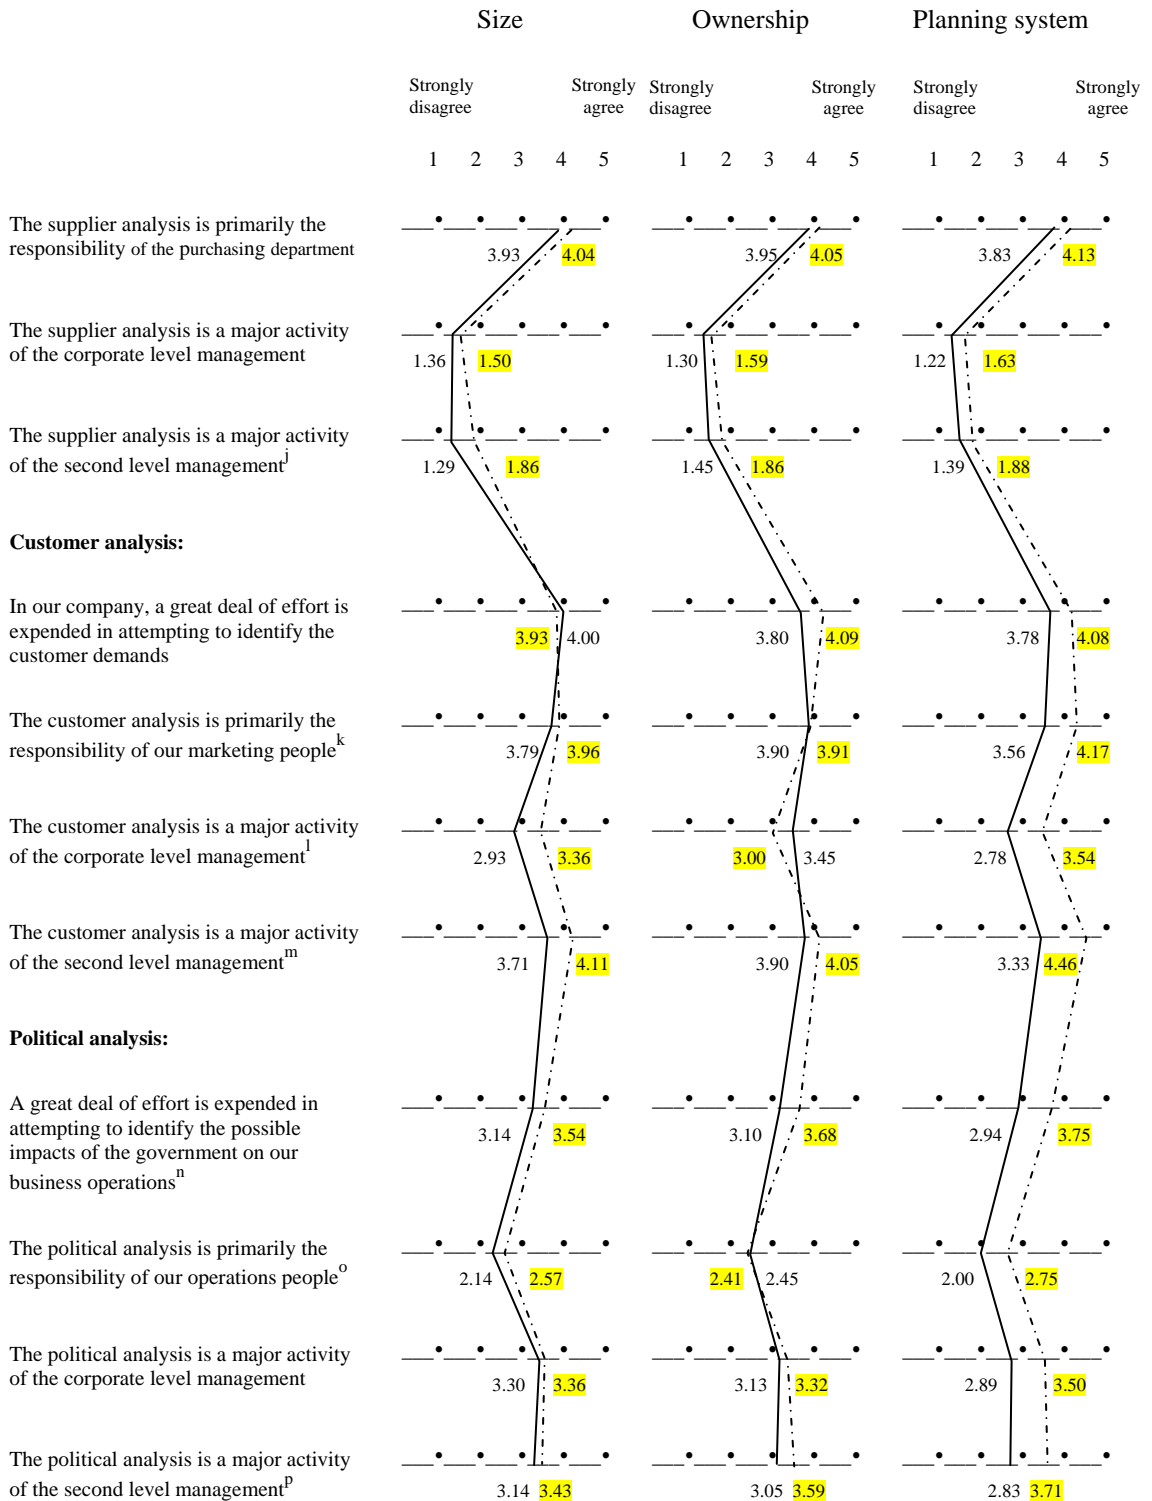 Size Ownership Planning system
Strongly disagree Strongly agree Strongly disagree Strongly agree Strongly disagree Strongly agree
1 2 3 4 5 1 2 3 4 5 1 2 3 4 5
The supplier analysis is primarily the
responsibility of the purchasing department
3.93 4.04 3.95 4.05 3.83 4.13
The supplier analysis is a major activity
of the corporate level management
1.36 1.50 1.30 1.59 1.22 1.63
The supplier analysis is a major activity
of the second level management^j
1.29 1.86 1.45 1.86 1.39 1.88
Customer analysis:
In our company, a great deal of effort is
expended in attempting to identify the
customer demands
3.93 4.00 3.80 4.09 3.78 4.08
The customer analysis is primarily the
responsibility of our marketing people^k
3.79 3.96 3.90 3.91 3.56 4.17
The customer analysis is a major activity
of the corporate level management^l
2.93 3.36 3.00 3.45 2.78 3.54
The customer analysis is a major activity
of the second level management^m
3.71 4.11 3.90 4.05 3.33 4.46
Political analysis:
A great deal of effort is expended in
attempting to identify the possible
impacts of the government on our
business operations^n
3.14 3.54 3.10 3.68 2.94 3.75
The political analysis is primarily the
responsibility of our operations people^o
2.14 2.57 2.41 2.45 2.00 2.75
The political analysis is a major activity
of the corporate level management
3.30 3.36 3.13 3.32 2.89 3.50
The political analysis is a major activity
of the second level management^p
3.14 3.43 3.05 3.59 2.83 3.71